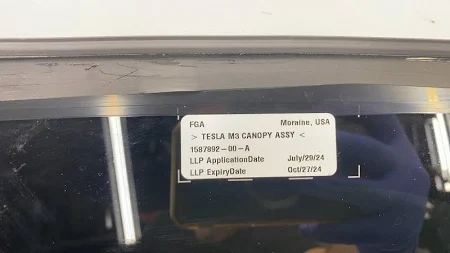 FGA Moraine, USA
> TESLA M3 CANOPY ASSY <
1587892-00-A
LLP ApplicationDate July/29/24
LLP ExpiryDate Oct/27/24